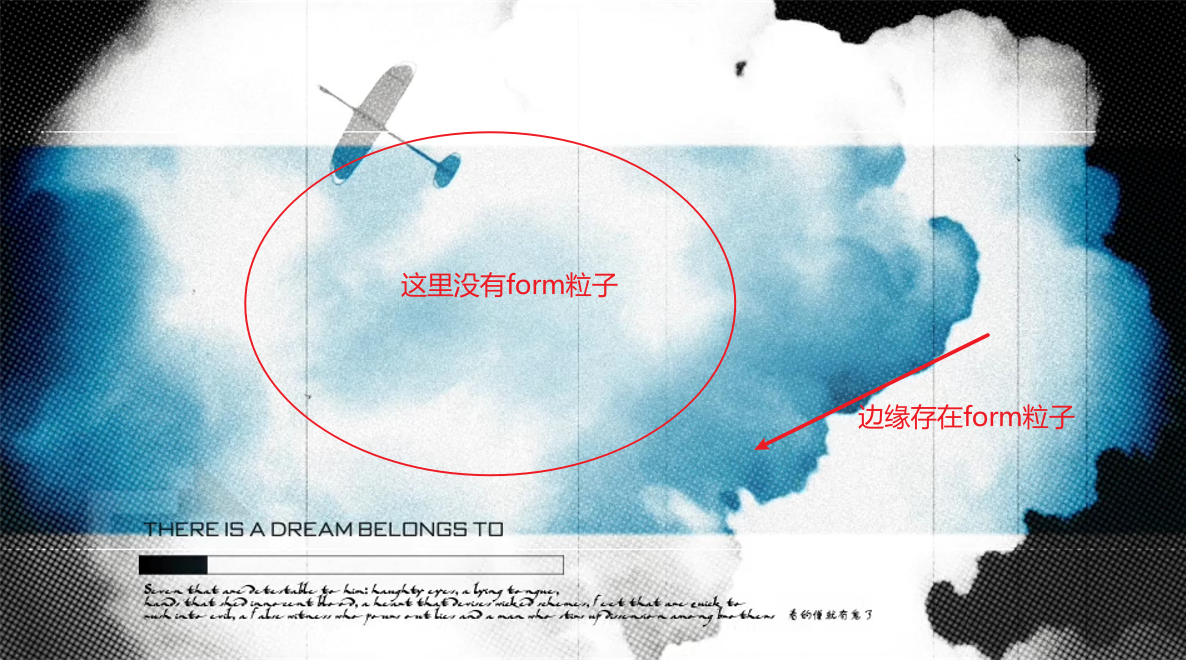 这里没有form粒子
边缘存在form粒子
THERE IS A DREAM BELONGS TO
Seven that are detestable to him: haughty eyes, a lying tongue,
hands that shed innocent blood, a heart that devises wicked schemes, feet that are quick to
rush into evil, a false witness who pours out lies and a man who stirs up dissension among brothers 看的懂就有鬼了